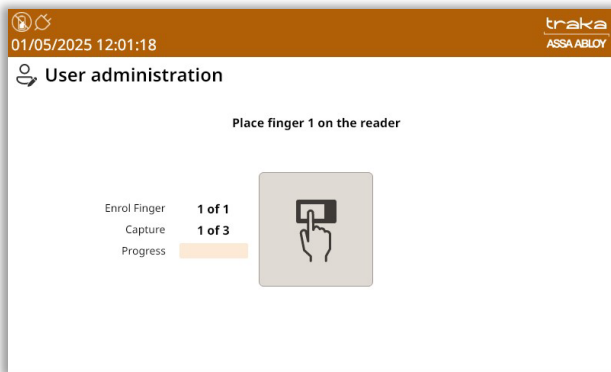 traka
01/05/2025 12:01:18
ASSA ABLOY
User administration
Place finger 1 on the reader
Enrol Finger 1 of 1
Capture 1 of 3
Progress